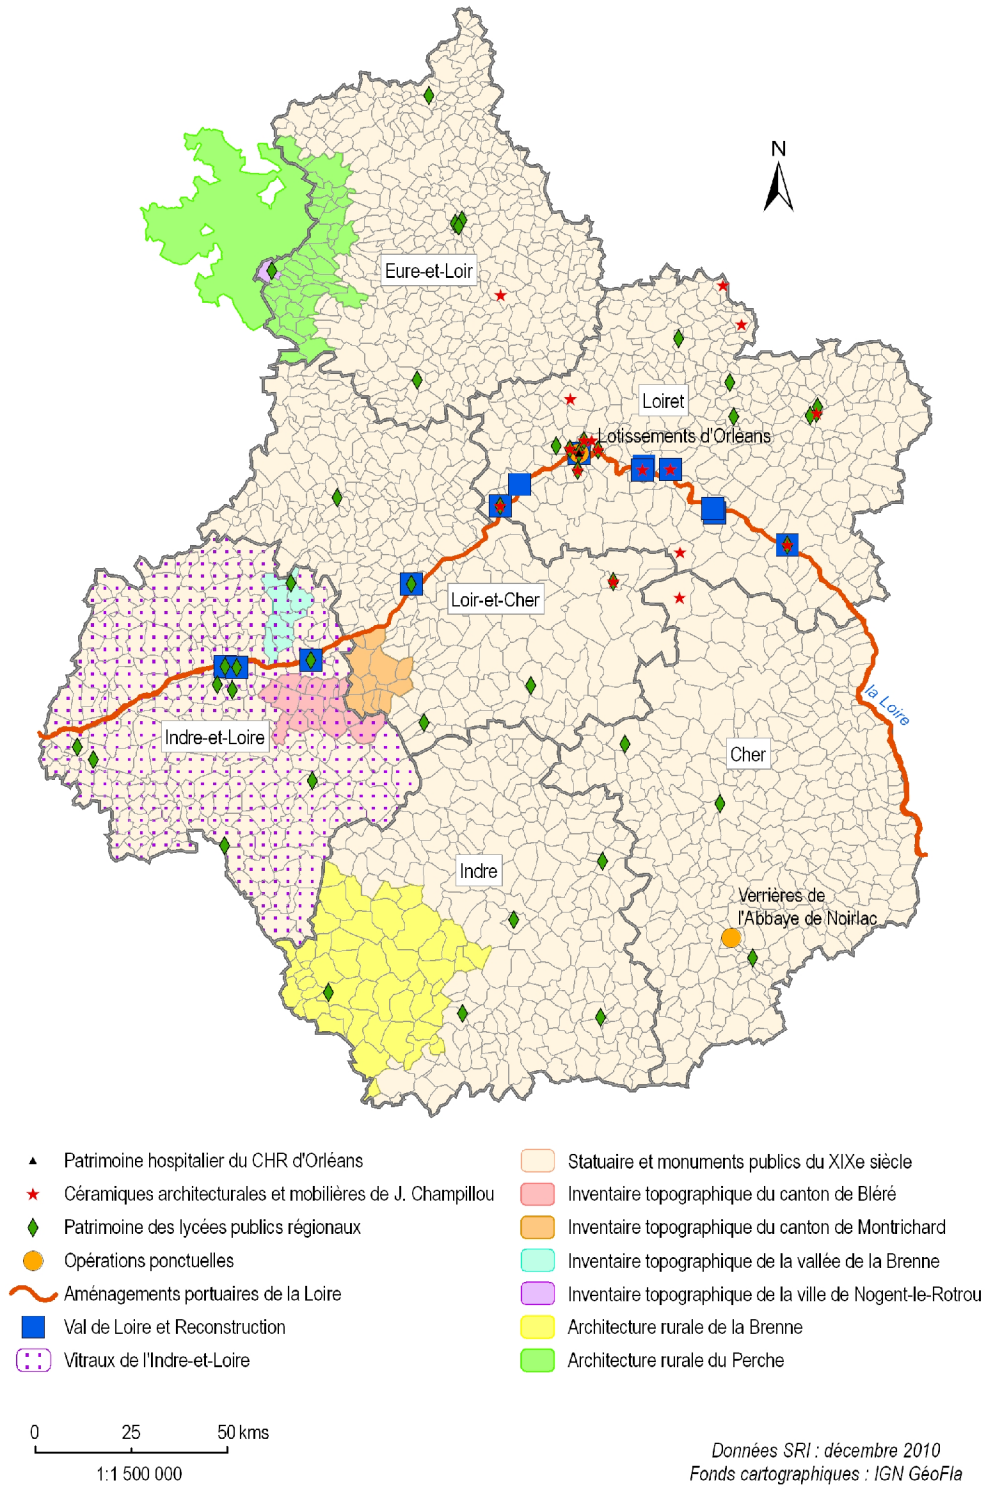 N
Eure-et-Loir
Loiret
Lotissements d'Orléans
Loir-et-Cher
la Loire
Indre-et-Loire
Cher
Indre
Verrières de
l'Abbaye de Noirlac
Patrimoine hospitalier du CHR d'Orléans
Céramiques architecturales et mobilières de J. Champillou
Patrimoine des lycées publics régionaux
Opérations ponctuelles
Aménagements portuaires de la Loire
Val de Loire et Reconstruction
Vitraux de l'Indre-et-Loire
Statuaire et monuments publics du XIXe siècle
Inventaire topographique du canton de Bléré
Inventaire topographique du canton de Montrichard
Inventaire topographique de la vallée de la Brenne
Inventaire topographique de la ville de Nogent-le-Rotrou
Architecture rurale de la Brenne
Architecture rurale du Perche
0 25 50 kms
1:1 500 000
Données SRI : décembre 2010
Fonds cartographiques : IGN GéoFla